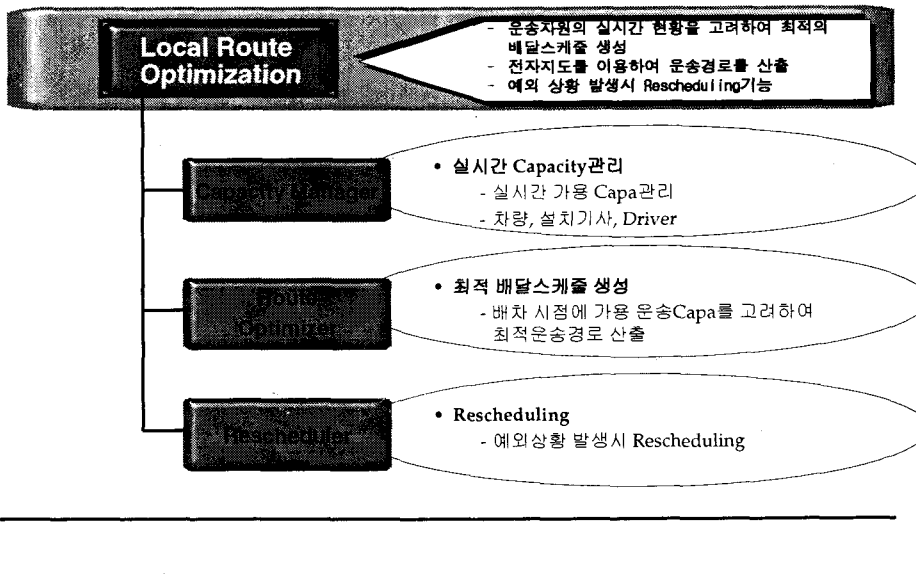 Local Route
Optimization
- 운송자원의 실시간 현황을 고려하여 최적의
배달스케줄 생성
- 전자지도를 이용하여 운송경로를 산출
- 예외 상황 발생시 Rescheduling기능
Capacity Manager
• 실시간 Capacity관리
- 실시간 가용 Capa관리
- 차량, 설치기사, Driver
Route
Optimizer
• 최적 배달스케줄 생성
- 배차 시점에 가용 운송Capa를 고려하여
최적운송경로 산출
Rescheduler
• Rescheduling
- 예외상황 발생시 Rescheduling